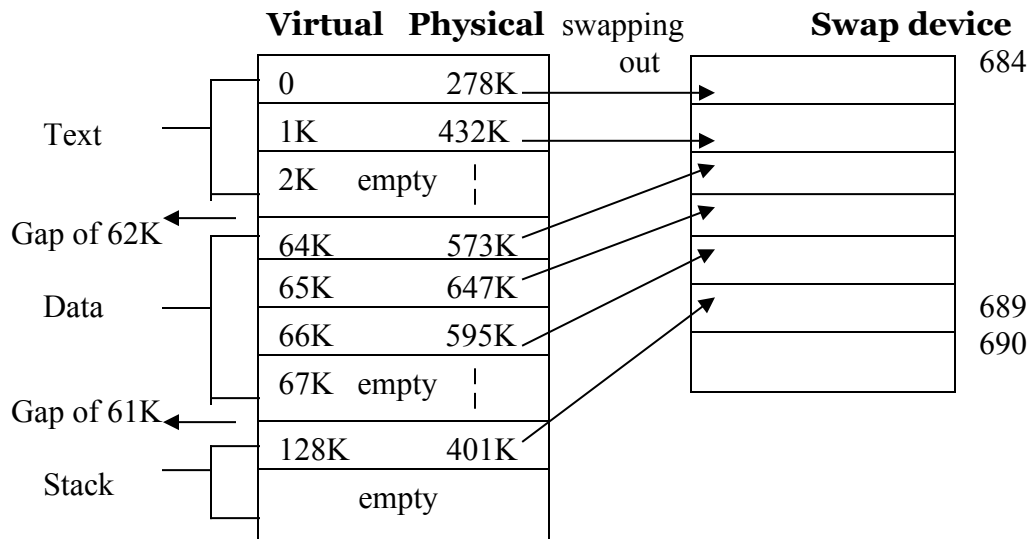 Virtual Physical swapping out Swap device
684
0 278K
Text
1K 432K
2K empty
Gap of 62K
64K 573K
65K 647K
Data
689
66K 595K
690
67K empty
Gap of 61K
128K 401K
Stack
empty